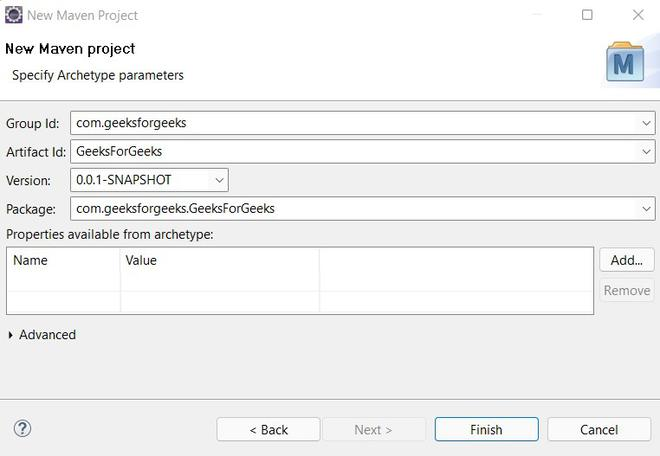 New Maven Project
New Maven project
Specify Archetype parameters
M
Group Id: com.geeksforgeeks
Artifact Id: GeeksForGeeks
Version: 0.0.1-SNAPSHOT
Package: com.geeksforgeeks.GeeksForGeeks
Properties available from archetype:
Name Value Add...
Remove
Advanced
? < Back Next > Finish Cancel